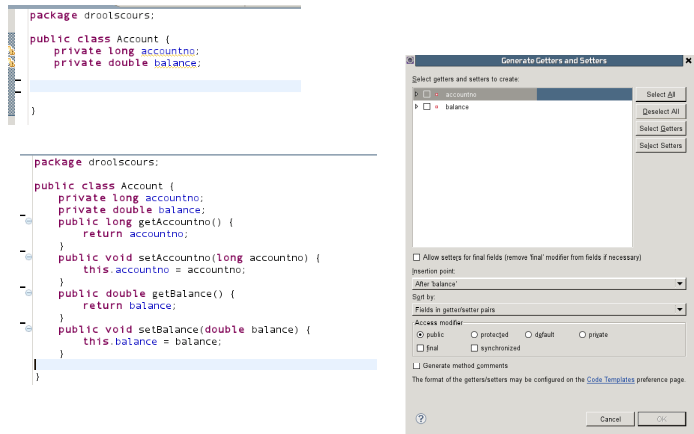 package droolscours;
public class Account {
private long accountno;
private double balance;
}
package droolscours;
public class Account {
private long accountno;
private double balance;
public long getAccountno() {
return accountno;
}
public void setAccountno(long accountno) {
this.accountno = accountno;
}
public double getBalance() {
return balance;
}
public void setBalance(double balance) {
this.balance = balance;
}
}
Generate Getters and Setters
Select getters and setters to create:
accountno
balance
Select All
Deselect All
Select Getters
Select Setters
Allow setters for final fields (remove 'final' modifier from fields if necessary)
Insertion point:
After 'balance'
Sort by:
Fields in getter/setter pairs
Access modifier
public protected default private
final synchronized
Generate method comments
The format of the getters/setters may be configured on the Code Templates preference page.
? Cancel OK